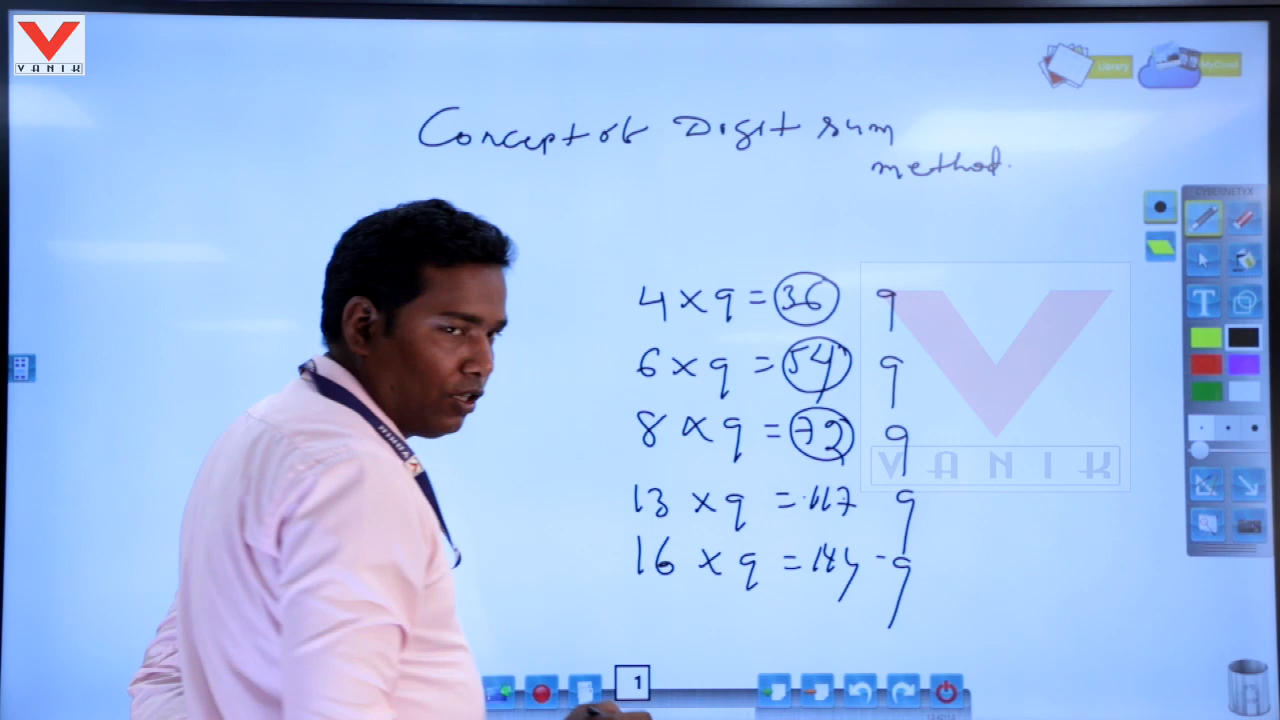 VANIK
Library
MyCloud
Concept of Digit sum
method.
CYBERNETYX
4 × 9 = 36 9
6 × 9 = 54 9
8 × 9 = 72 9
VANIK
13 × 9 = 117 9
16 × 9 = 144 - 9
1